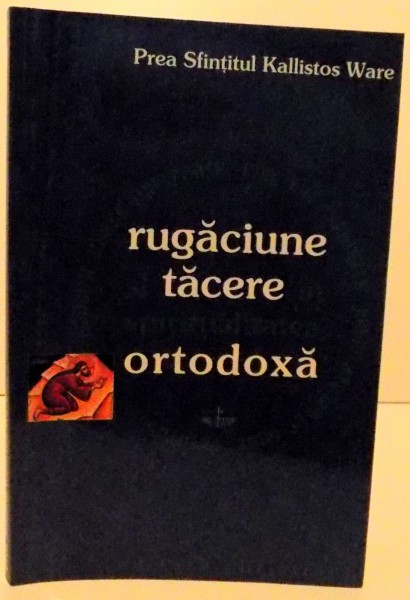 Prea Sfințitul Kallistos Ware
rugăciune
tăcere
ortodoxă